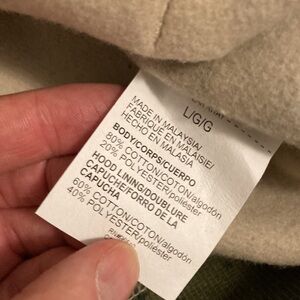 L/G/G
MADE IN MALAYSIA/
FABRIQUÉ EN MALAISIE/
HECHO EN MALASIA
BODY/CORPS/CUERPO
80% COTTON/COTON/algodón
20% POLYESTER/poliéster
HOOD LINING/DOUBLURE
CAPUCHE/FORRO DE LA
CAPUCHA
60% COTTON/COTON/algodón
40% POLYESTER/poliéster